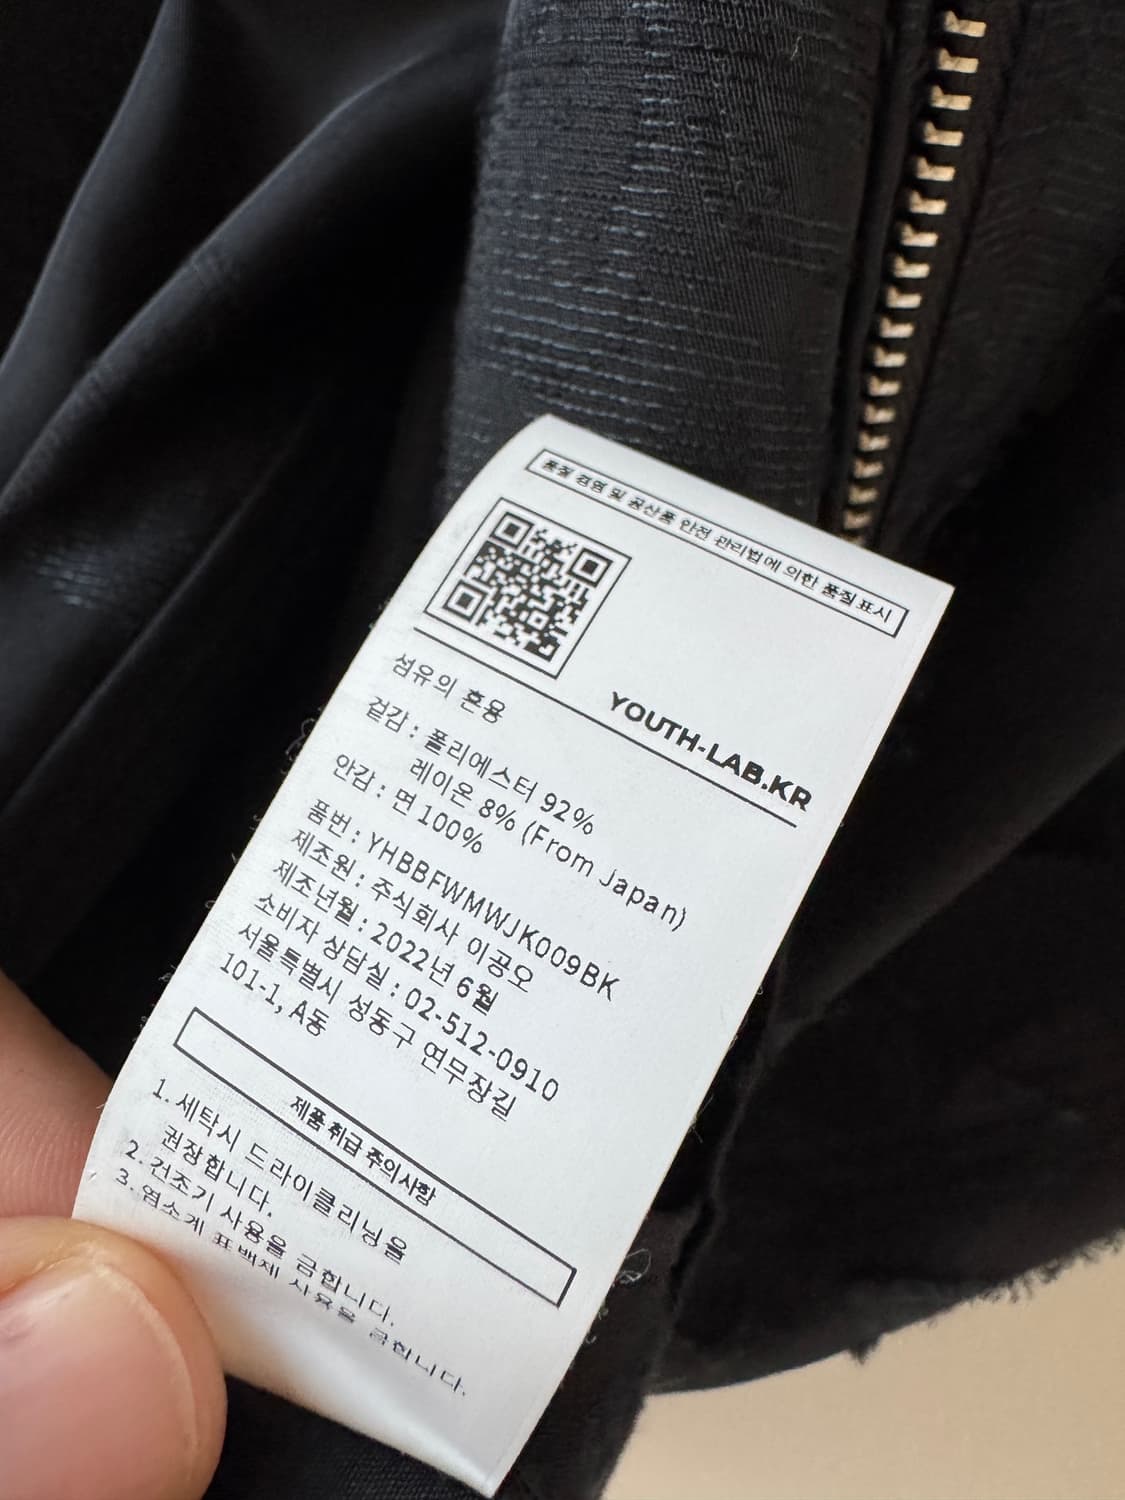 품질 경영 및 공산품 안전 관리법에 의한 품질 표시
YOUTH-LAB.KR
섬유의 혼용
겉감 : 폴리에스터 92%
레이온 8% (From Japan)
안감 : 면 100%
품번 : YHBBFWMWJK009BK
제조원 : 주식회사 이공오
제조년월 : 2022년 6월
소비자 상담실 : 02-512-0910
서울특별시 성동구 연무장길
101-1, A동
제품 취급 주의사항
1. 세탁시 드라이클리닝을
권장합니다.
2. 건조기 사용을 금합니다.
3. 염소계 표백제 사용을 금합니다.